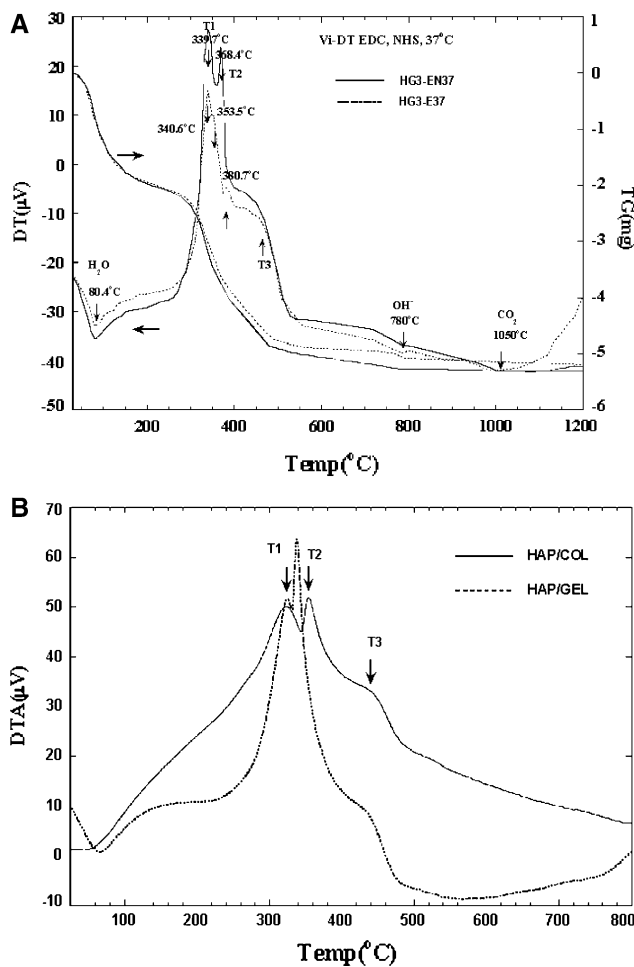 A
T1
339.7°C
368.4°C
T2
Vi-DT EDC, NHS, 37°C
HG3-EN37
HG3-E37
340.6°C
353.5°C
380.7°C
T3
H2O
80.4°C
OH-
780°C
CO2
1050°C
DT(μV)
30
20
10
0
-10
-20
-30
-40
-50
TG(mg)
1
0
-1
-2
-3
-4
-5
-6
200
400
600
800
1000
1200
Temp(°C)
B
T1
T2
T3
HAP/COL
HAP/GEL
DTA(μV)
70
60
50
40
30
20
10
0
-10
100
200
300
400
500
600
700
800
Temp(°C)